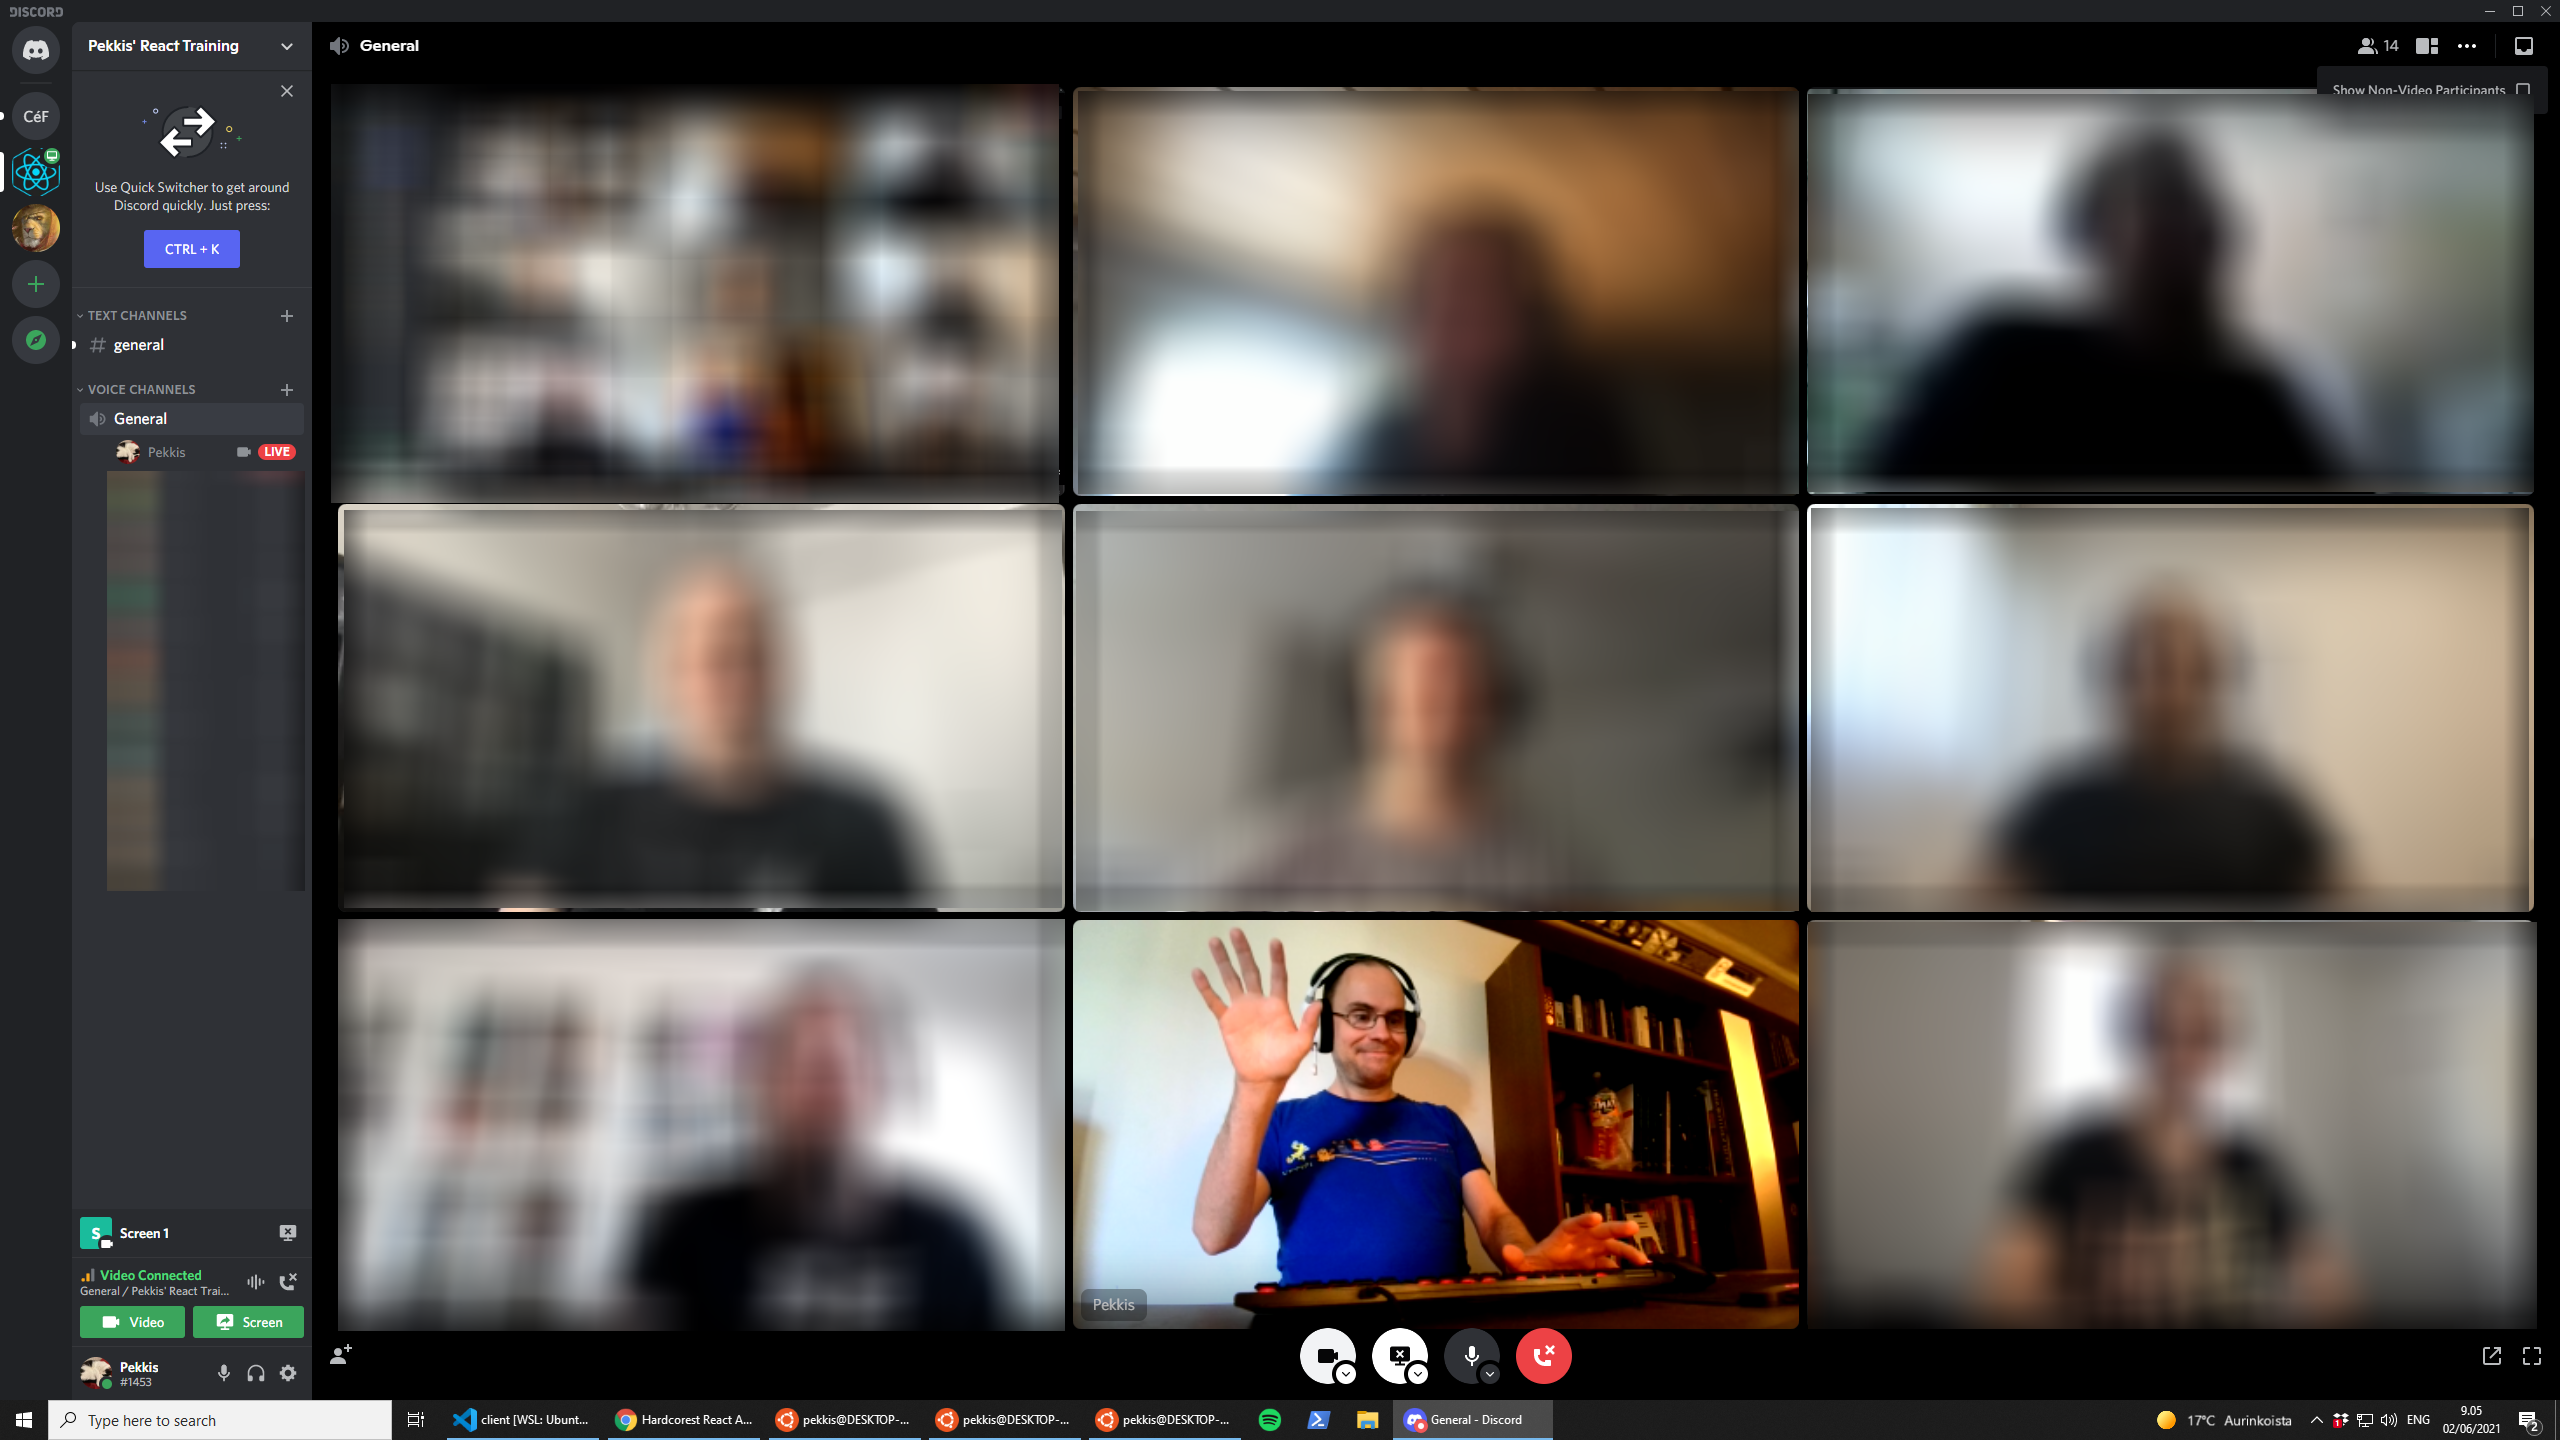 DISCORD
Pekkis' React Training
General
14
Show Non-Video Participants
CéF
Use Quick Switcher to get around
Discord quickly. Just press:
CTRL + K
TEXT CHANNELS
general
VOICE CHANNELS
General
Pekkis
LIVE
Pekkis
S
Screen 1
Video Connected
General / Pekkis' React Trai...
Video
Screen
Pekkis
#1453
Type here to search
client [WSL: Ubunt...
Hardcorest React A...
pekkis@DESKTOP-...
pekkis@DESKTOP-...
pekkis@DESKTOP-...
General - Discord
17°C Aurinkoista
ENG
9.05
02/06/2021
2